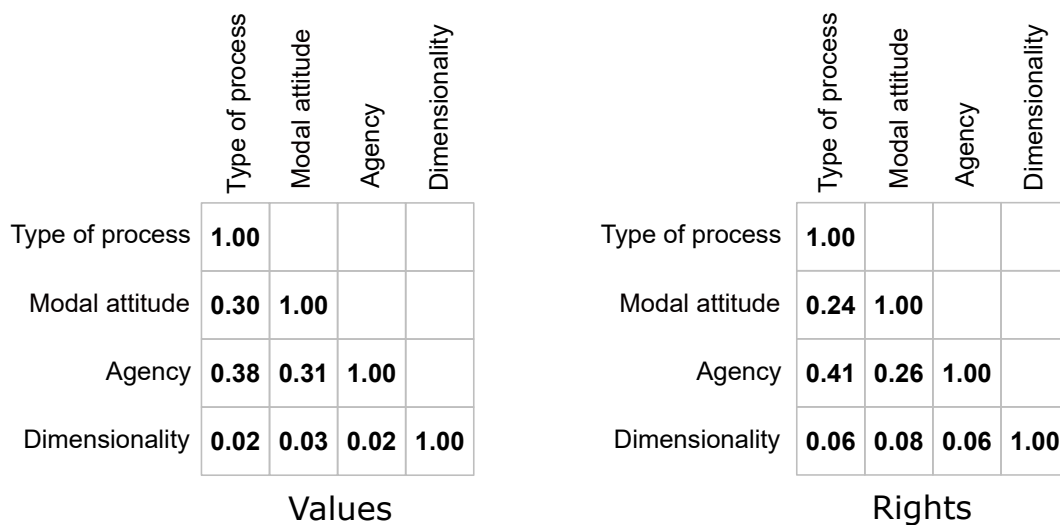 Type of process Modal attitude Agency Dimensionality
Type of process 1.00
Modal attitude 0.30 1.00
Agency 0.38 0.31 1.00
Dimensionality 0.02 0.03 0.02 1.00
Values
Type of process Modal attitude Agency Dimensionality
Type of process 1.00
Modal attitude 0.24 1.00
Agency 0.41 0.26 1.00
Dimensionality 0.06 0.08 0.06 1.00
Rights